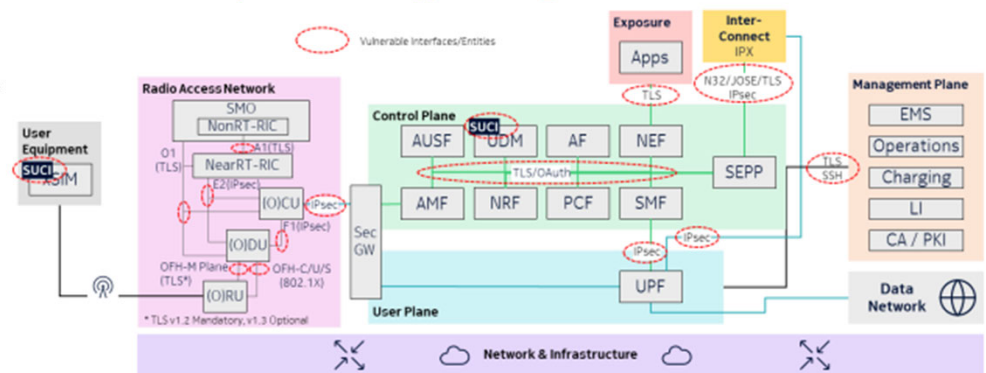 Vulnerable Interfaces/Entities
Exposure
Apps
TLS
Inter-
Connect
IPX
N32/JOSE/TLS
IPsec
Radio Access Network
SMO
NonRT-RIC
A1(TLS)
O1
(TLS)
NearRT-RIC
E2(IPsec)
(O)CU
IPsec
F1(IPsec)
(O)DU
OFH-M Plane
(TLS*)
OFH-C/U/S
(802.1X)
(O)RU
* TLS v1.2 Mandatory, v1.3 Optional
User
Equipment
SUCI
Sec
GW
Control Plane
AUSF
SUCI
UDM
AF
NEF
TLS/OAuth
SEPP
AMF
NRF
PCF
SMF
IPsec
IPsec
UPF
User Plane
TLS
SSH
Management Plane
EMS
Operations
Charging
LI
CA / PKI
Data
Network
Network & Infrastructure